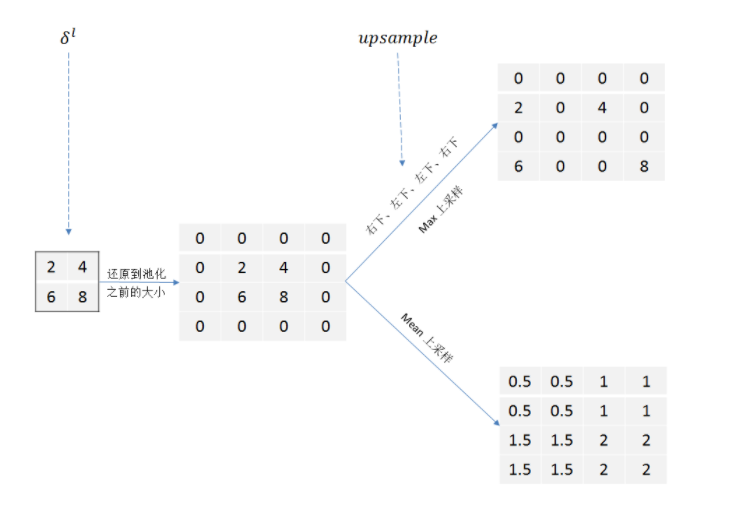 δˡ
upsample
0 0 0 0
2 0 4 0
0 0 0 0
6 0 0 8
右下、左下、左下、右下
Max 上采样
2 4
6 8
还原到池化
之前的大小
0 0 0 0
0 2 4 0
0 6 8 0
0 0 0 0
Mean 上采样
0.5 0.5 1 1
0.5 0.5 1 1
1.5 1.5 2 2
1.5 1.5 2 2